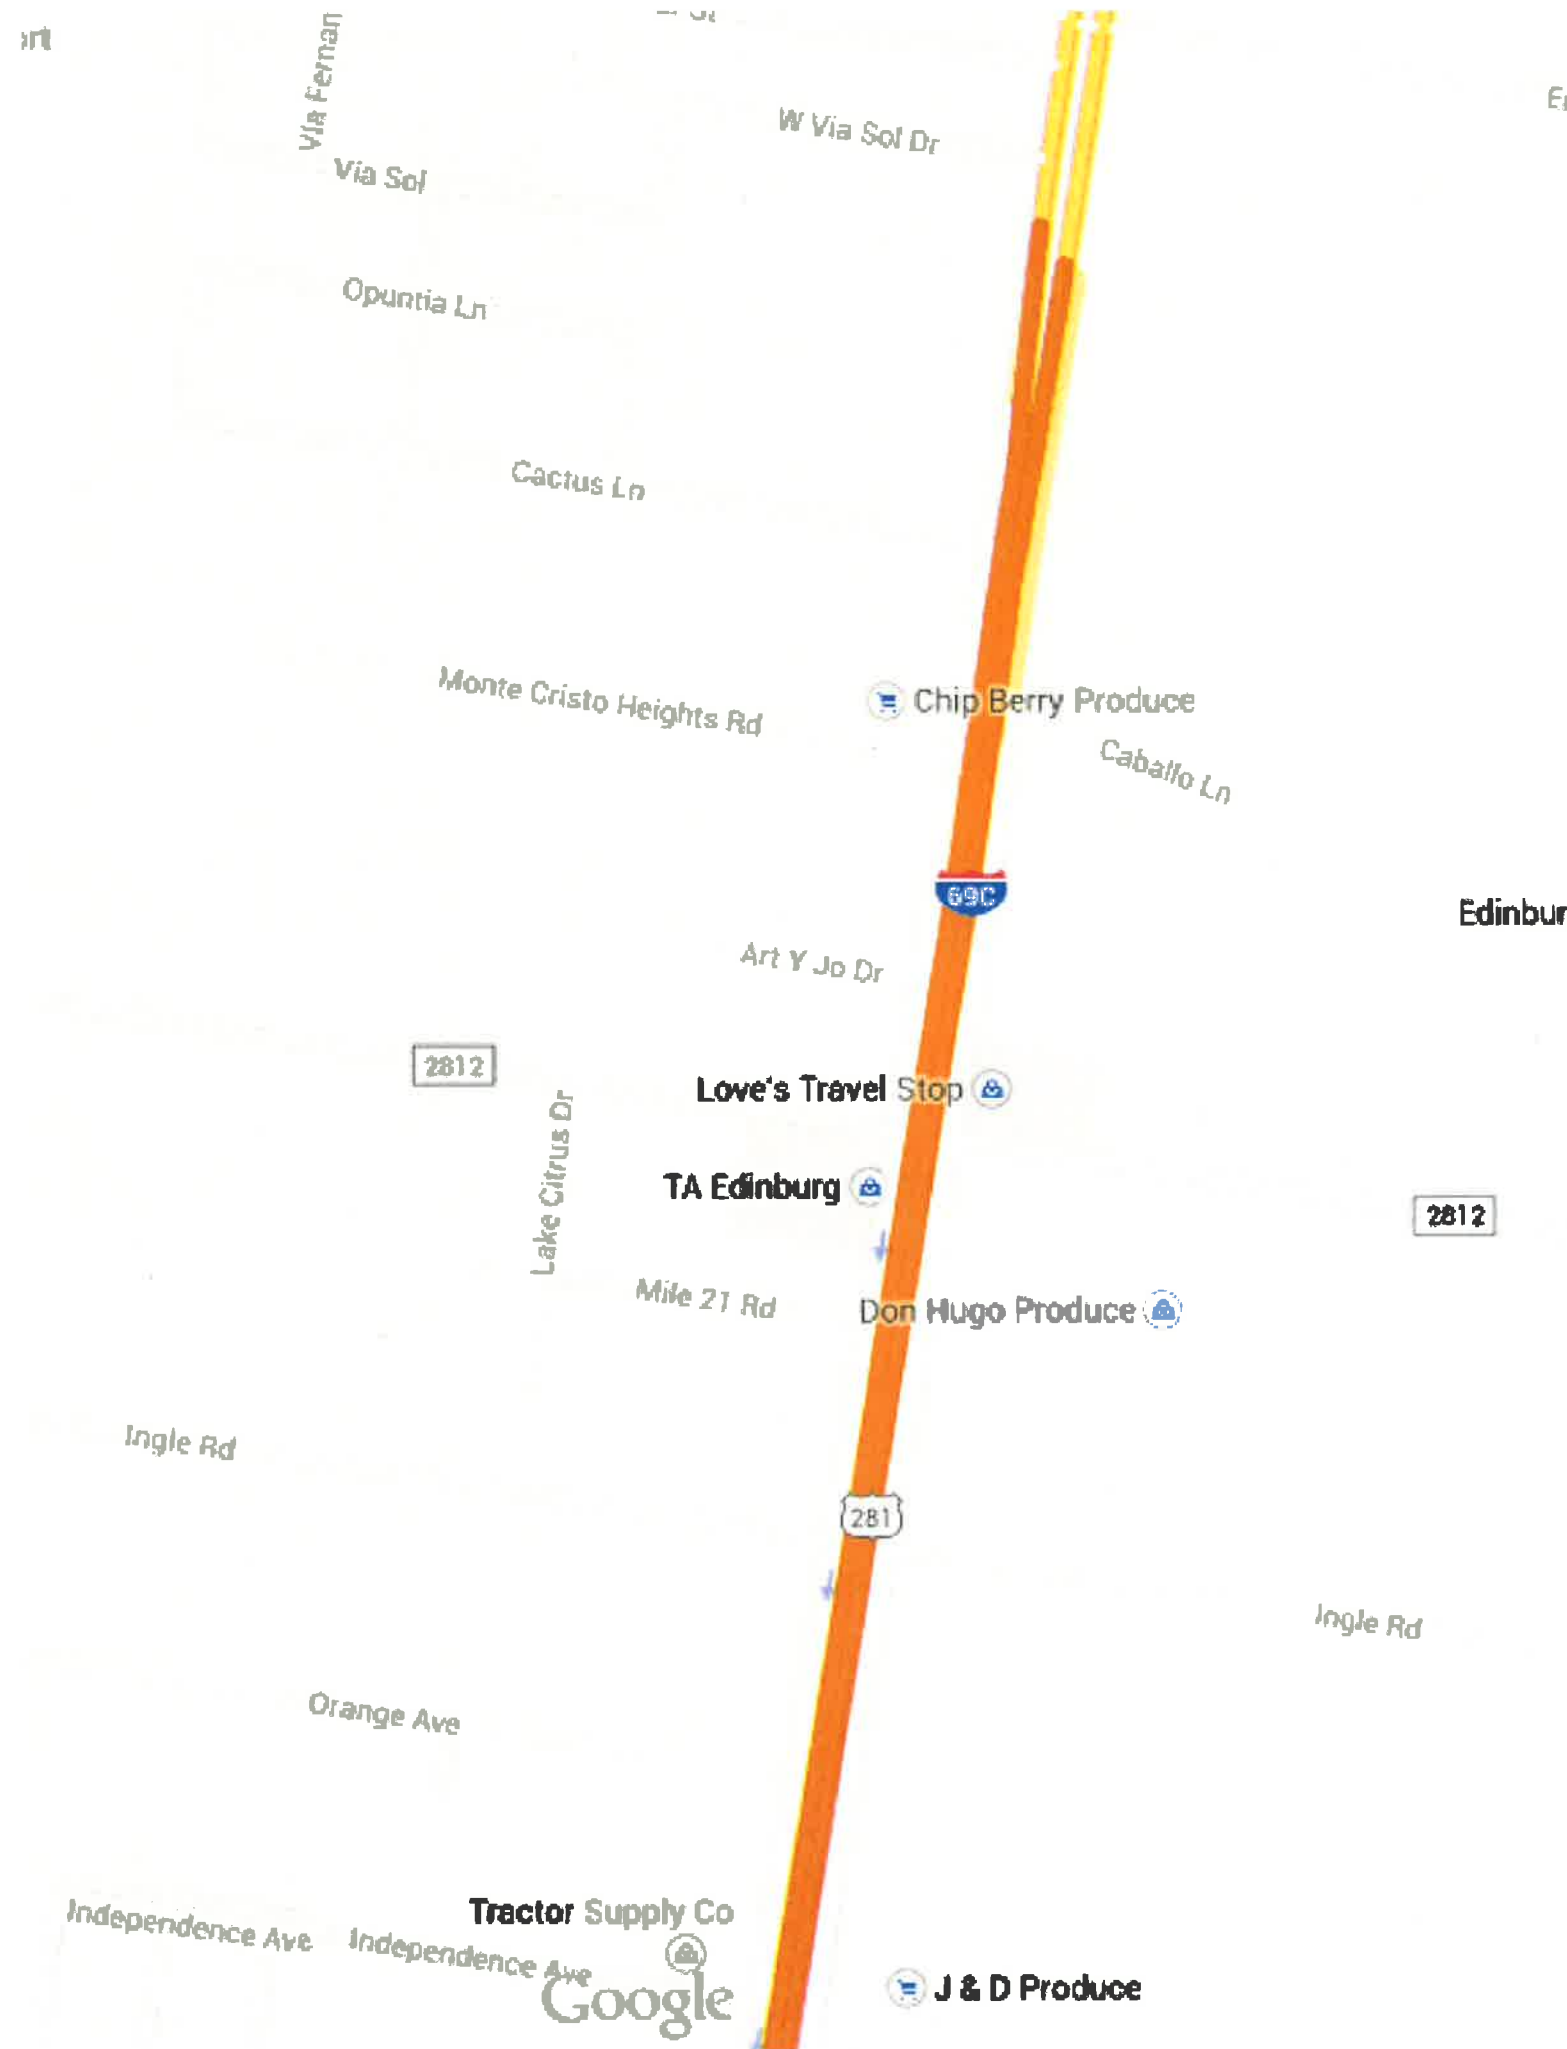 Via Fernan
W Via Sol Dr
Via Sol
Opuntia Ln
Cactus Ln
Monte Cristo Heights Rd
Chip Berry Produce
Caballo Ln
69C
Edinbur
Art Y Jo Dr
2812
Love's Travel Stop
Lake Citrus Dr
TA Edinburg
2812
Mile 21 Rd
Don Hugo Produce
Ingle Rd
281
Ingle Rd
Orange Ave
Tractor Supply Co
Independence Ave
Independence Ave
Google
J & D Produce